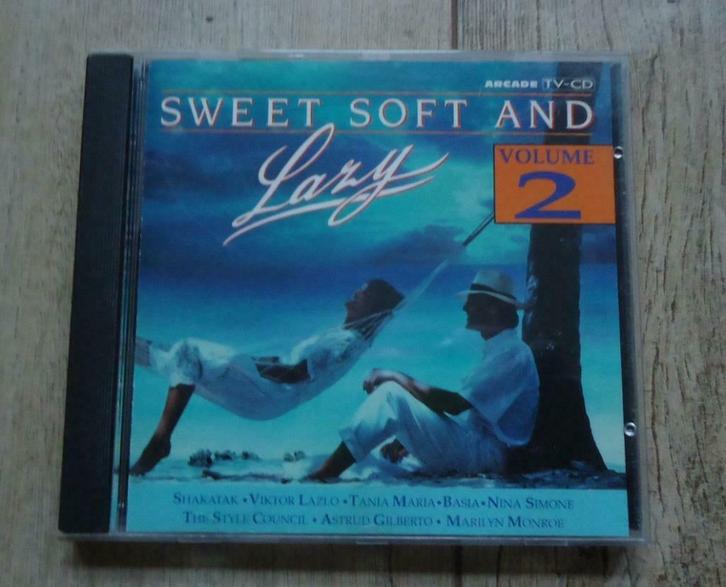 ARCADE TV-CD
SWEET SOFT AND
Lazy
VOLUME
2
SHAKATAK • VIKTOR LAZLO • TANIA MARIA • BASIA • NINA SIMONE
THE STYLE COUNCIL • ASTRUD GILBERTO • MARILYN MONROE